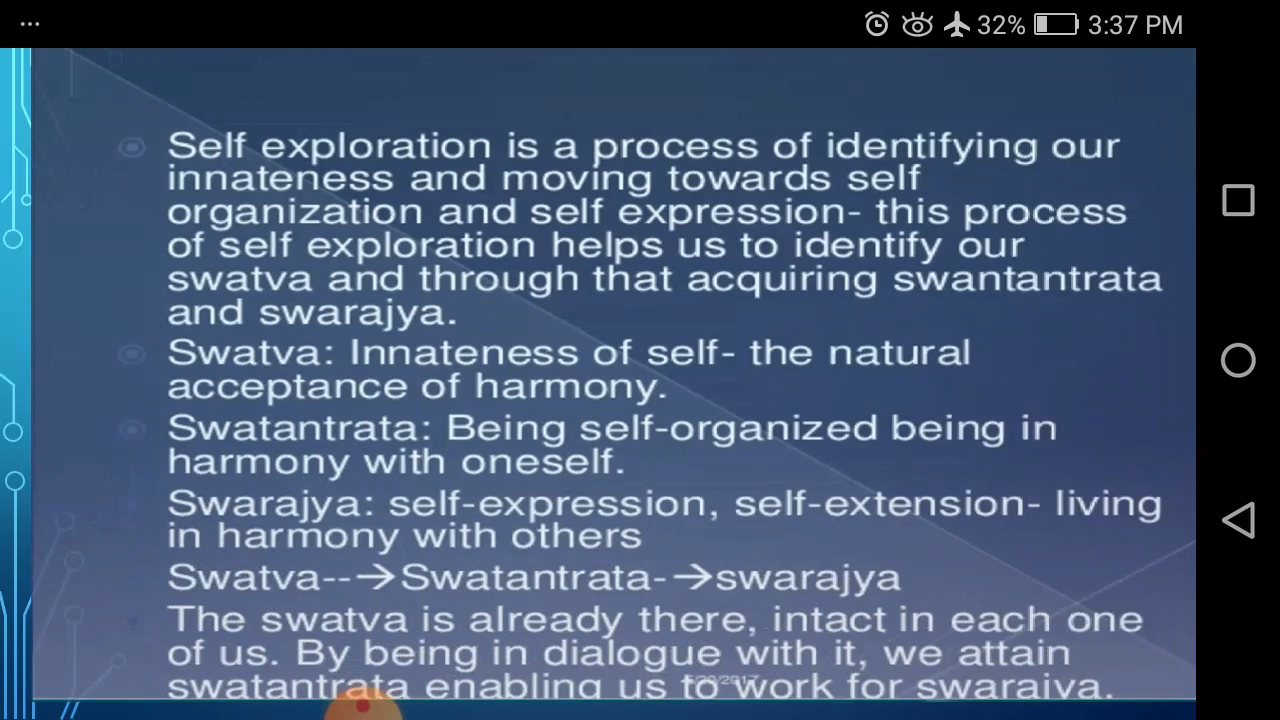 32% 3:37 PM
Self exploration is a process of identifying our
innateness and moving towards self
organization and self expression- this process
of self exploration helps us to identify our
swatva and through that acquiring swantantrata
and swarajya.
Swatva: Innateness of self- the natural
acceptance of harmony.
Swatantrata: Being self-organized being in
harmony with oneself.
Swarajya: self-expression, self-extension- living
in harmony with others
Swatva--→Swatantrata-→swarajya
The swatva is already there, intact in each one
of us. By being in dialogue with it, we attain
swatantrata enabling us to work for swarajya.